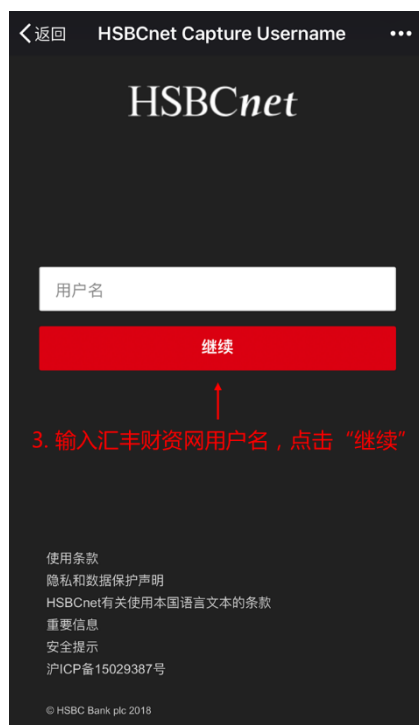 返回 HSBCnet Capture Username •••
HSBCnet
用户名
继续
3. 输入汇丰财资网用户名，点击“继续”
使用条款
隐私和数据保护声明
HSBCnet有关使用本国语言文本的条款
重要信息
安全提示
沪ICP备15029387号
© HSBC Bank plc 2018